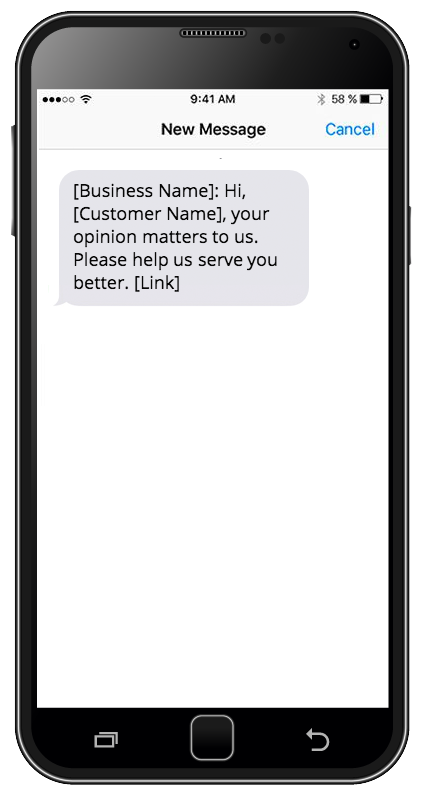 9:41 AM 58 %
New Message Cancel
[Business Name]: Hi,
[Customer Name], your
opinion matters to us.
Please help us serve you
better. [Link]